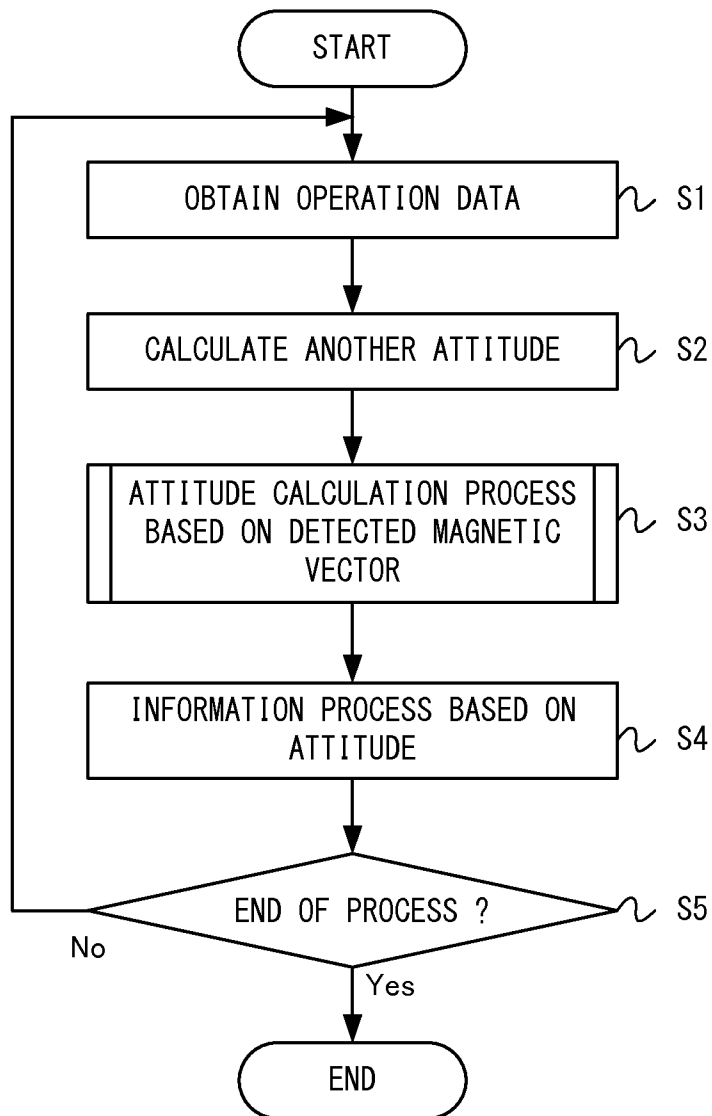 START
OBTAIN OPERATION DATA
S1
CALCULATE ANOTHER ATTITUDE
S2
ATTITUDE CALCULATION PROCESS
BASED ON DETECTED MAGNETIC
VECTOR
S3
INFORMATION PROCESS BASED ON
ATTITUDE
S4
END OF PROCESS ?
S5
No
Yes
END